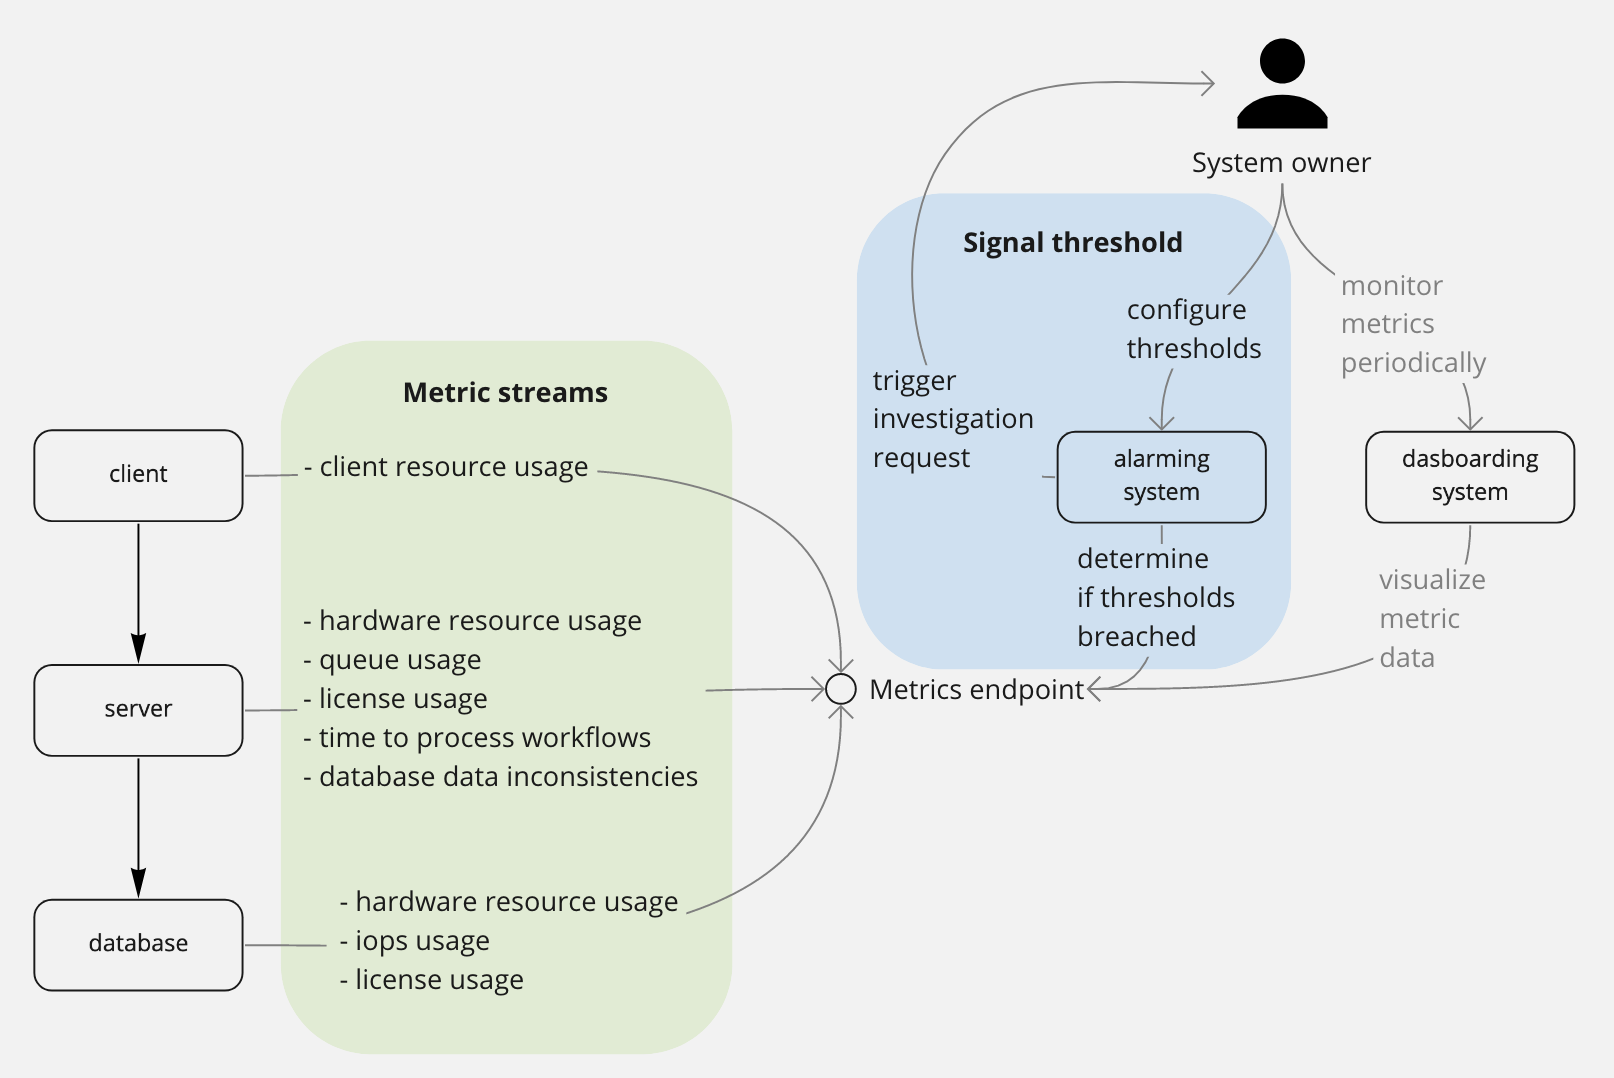 System owner
Signal threshold
configure
thresholds
monitor
metrics
periodically
trigger
investigation
request
alarming
system
dasboarding
system
determine
if thresholds
breached
visualize
metric
data
Metric streams
client
- client resource usage
server
- hardware resource usage
- queue usage
- license usage
- time to process workflows
- database data inconsistencies
Metrics endpoint
database
- hardware resource usage
- iops usage
- license usage